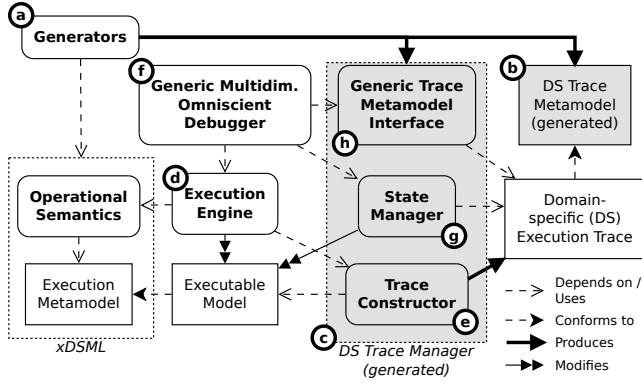 a
Generators
f
Generic Multidim.
Omniscient
Debugger
Generic Trace
Metamodel
Interface
h
b
DS Trace
Metamodel
(generated)
Operational
Semantics
d
Execution
Engine
State
Manager
g
Domain-
specific (DS)
Execution Trace
Execution
Metamodel
Executable
Model
Trace
Constructor
e
c
xDSML
DS Trace Manager
(generated)
Depends on /
Uses
Conforms to
Produces
Modifies